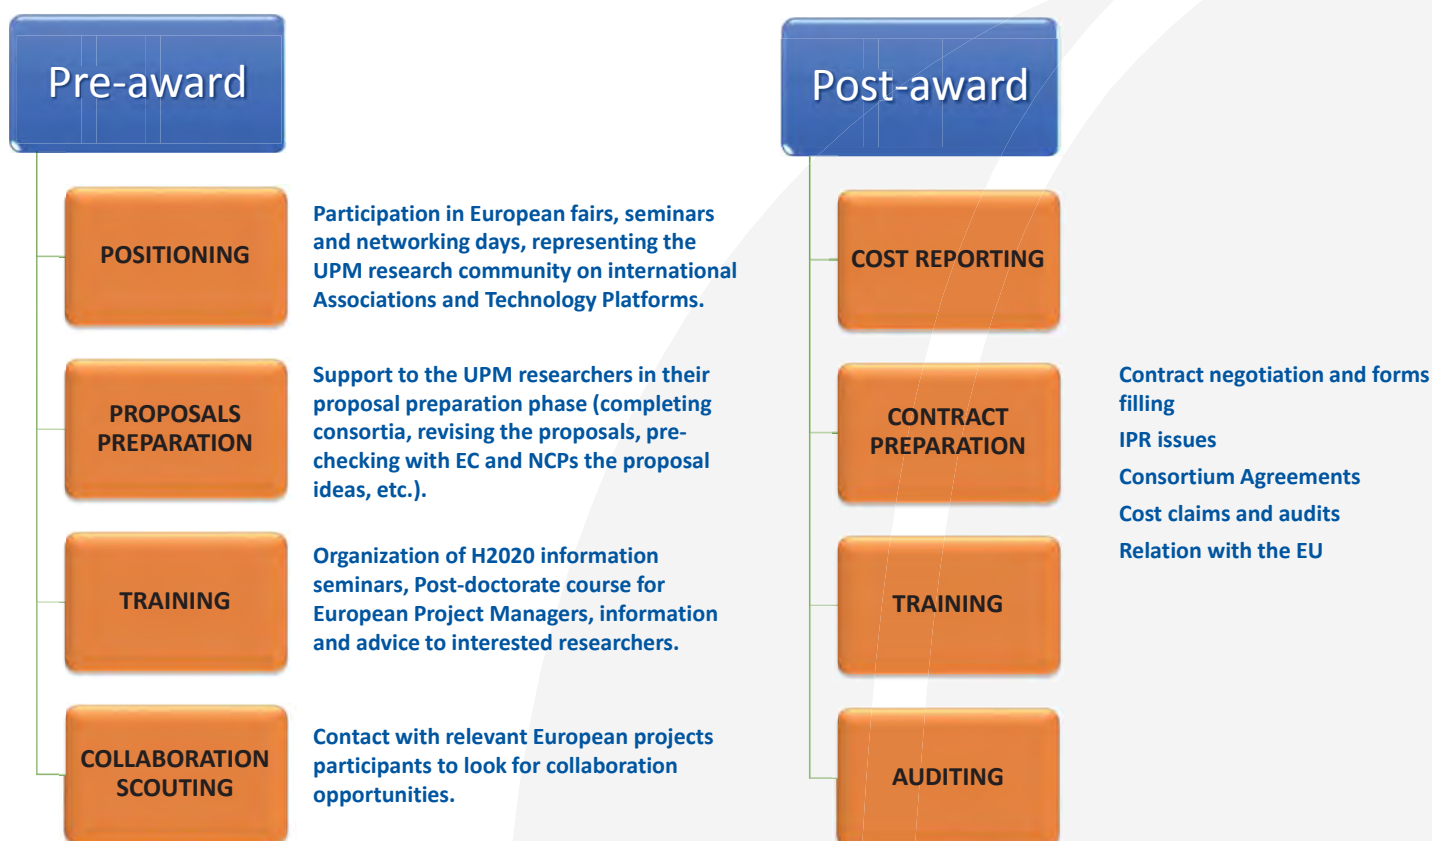 Pre-award
POSITIONING
Participation in European fairs, seminars
and networking days, representing the
UPM research community on international
Associations and Technology Platforms.
PROPOSALS
PREPARATION
Support to the UPM researchers in their
proposal preparation phase (completing
consortia, revising the proposals, pre-
checking with EC and NCPs the proposal
ideas, etc.).
TRAINING
Organization of H2020 information
seminars, Post-doctorate course for
European Project Managers, information
and advice to interested researchers.
COLLABORATION
SCOUTING
Contact with relevant European projects
participants to look for collaboration
opportunities.
Post-award
COST REPORTING
CONTRACT
PREPARATION
TRAINING
AUDITING
Contract negotiation and forms
filling
IPR issues
Consortium Agreements
Cost claims and audits
Relation with the EU